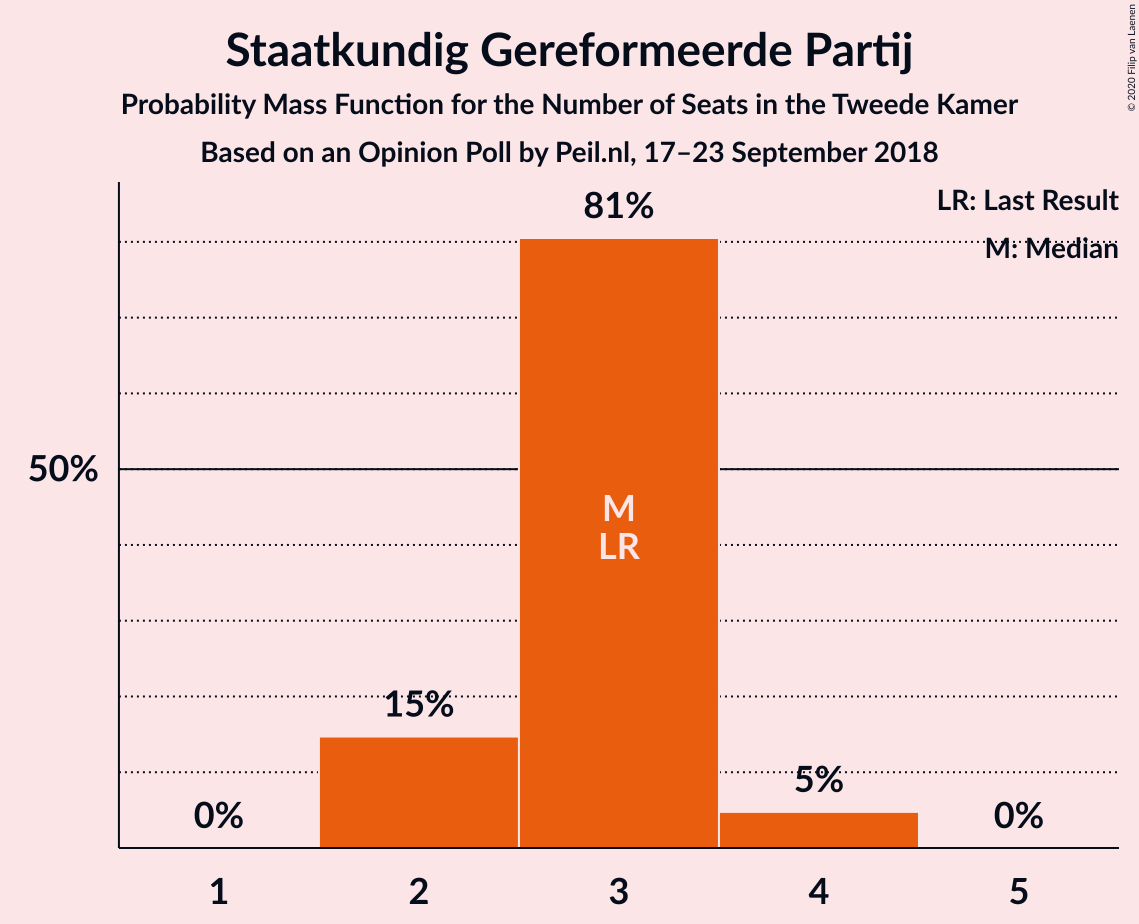 Staatkundig Gereformeerde Partij
Probability Mass Function for the Number of Seats in the Tweede Kamer
Based on an Opinion Poll by Peil.nl, 17–23 September 2018
© 2020 Filip van Laenen
LR: Last Result
M: Median
81%
50%
M
LR
15%
5%
0%
0%
1
2
3
4
5